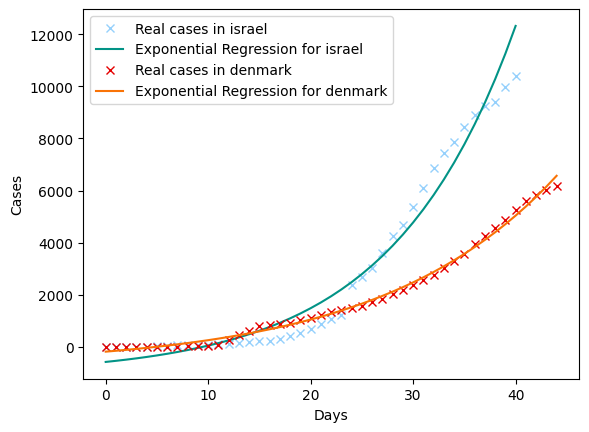 Real cases in israel
Exponential Regression for israel
Real cases in denmark
Exponential Regression for denmark
12000
10000
8000
6000
4000
2000
0
Cases
0 10 20 30 40
Days